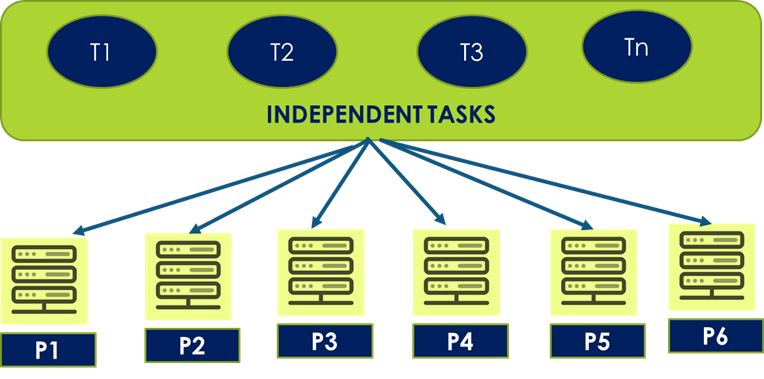 T1 T2 T3 Tn
INDEPENDENT TASKS
P1 P2 P3 P4 P5 P6